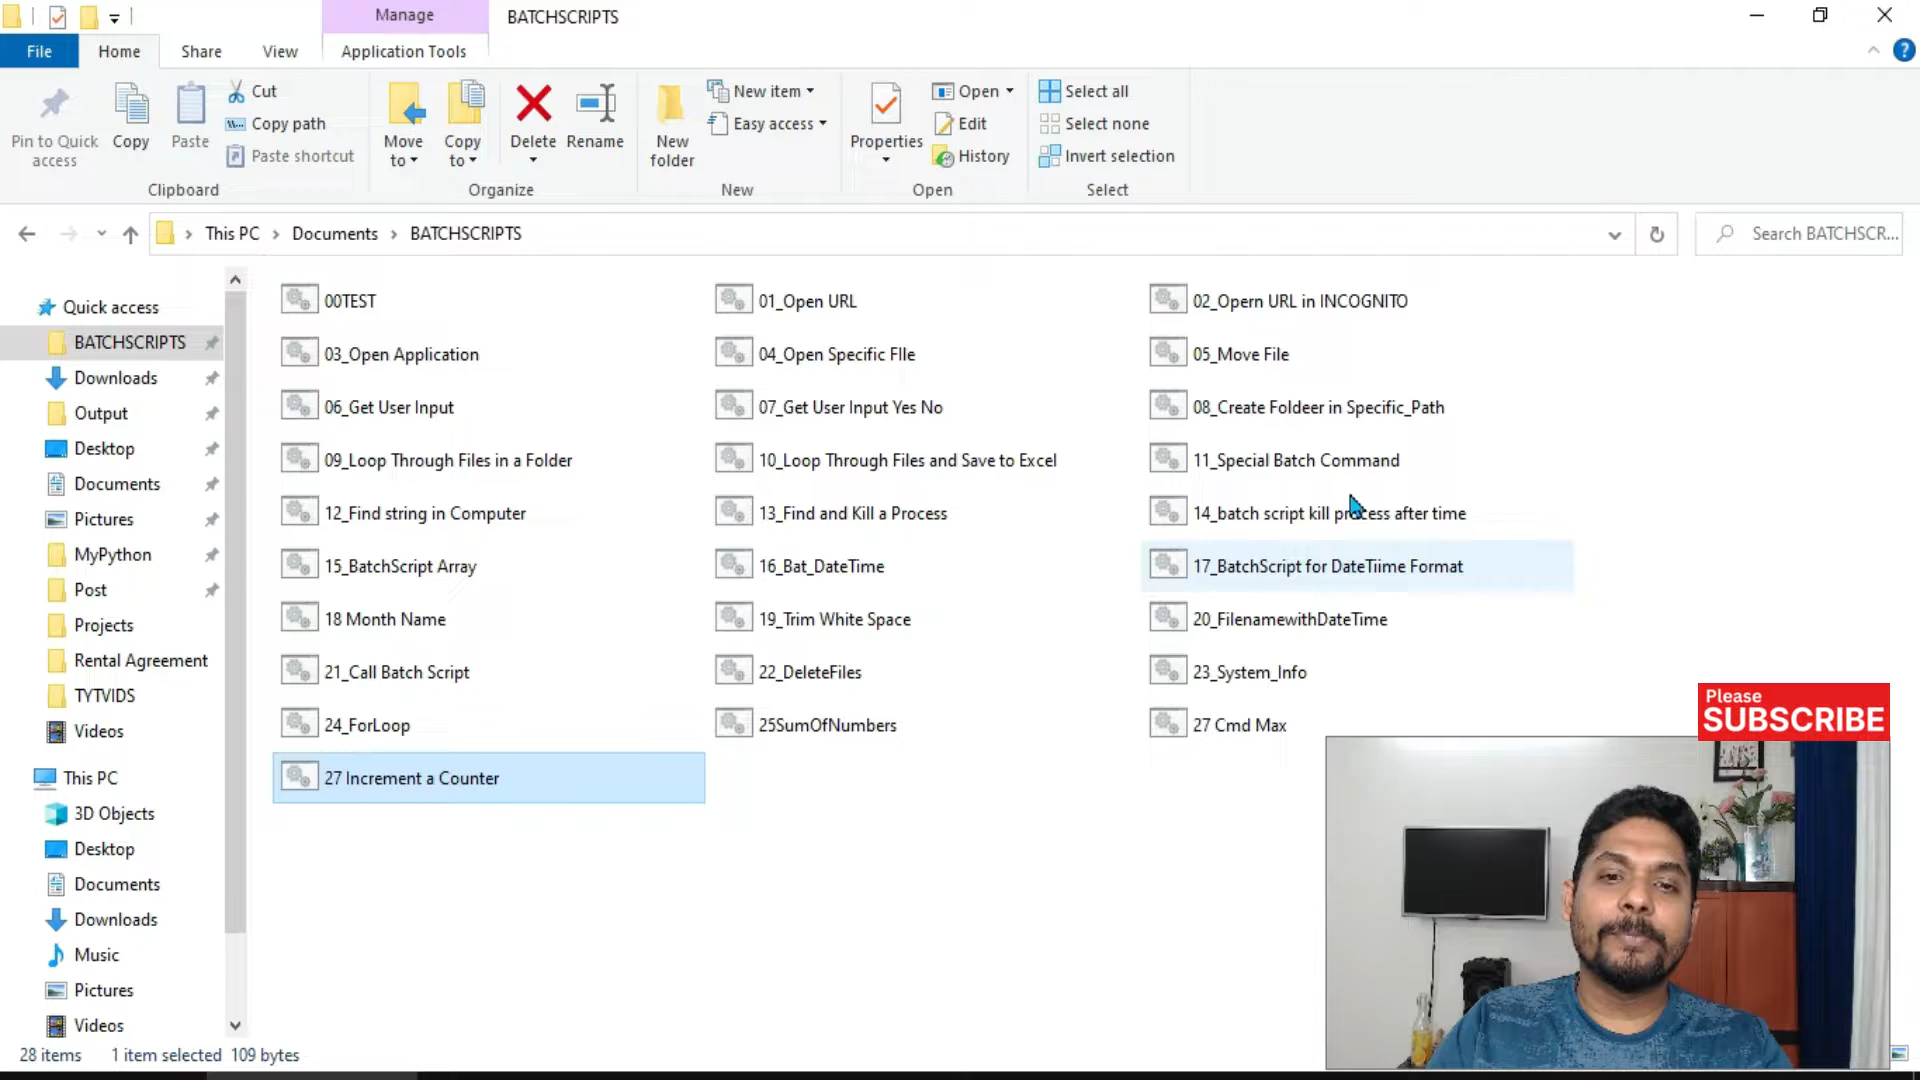 Manage
BATCHSCRIPTS
File
Home
Share
View
Application Tools
Pin to Quick access
Copy
Paste
Cut
Copy path
Paste shortcut
Clipboard
Move to
Copy to
Delete
Rename
Organize
New folder
New item
Easy access
New
Properties
Open
Edit
History
Open
Select all
Select none
Invert selection
Select
This PC > Documents > BATCHSCRIPTS
Search BATCHSCR...
Quick access
BATCHSCRIPTS
Downloads
Output
Desktop
Documents
Pictures
MyPython
Post
Projects
Rental Agreement
TYTVIDS
Videos
This PC
3D Objects
Desktop
Documents
Downloads
Music
Pictures
Videos
00TEST
01_Open URL
02_Opern URL in INCOGNITO
03_Open Application
04_Open Specific FIle
05_Move File
06_Get User Input
07_Get User Input Yes No
08_Create Foldeer in Specific_Path
09_Loop Through Files in a Folder
10_Loop Through Files and Save to Excel
11_Special Batch Command
12_Find string in Computer
13_Find and Kill a Process
14_batch script kill process after time
15_BatchScript Array
16_Bat_DateTime
17_BatchScript for DateTiime Format
18 Month Name
19_Trim White Space
20_FilenamewithDateTime
21_Call Batch Script
22_DeleteFiles
23_System_Info
24_ForLoop
25SumOfNumbers
27 Cmd Max
27 Increment a Counter
Please
SUBSCRIBE
28 items
1 item selected 109 bytes